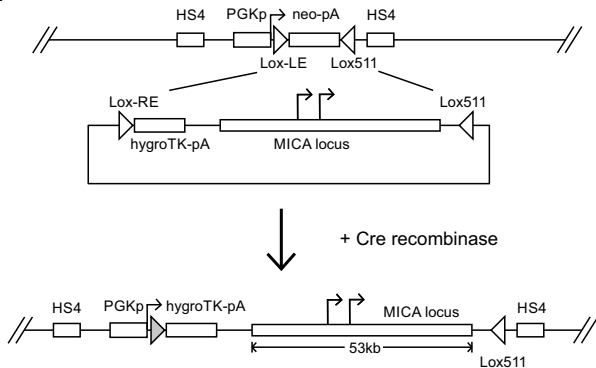 HS4 PGKp neo-pA HS4
Lox-LE Lox511
Lox-RE Lox511
hygroTK-pA MICA locus
+ Cre recombinase
HS4 PGKp hygroTK-pA MICA locus HS4
53kb
Lox511